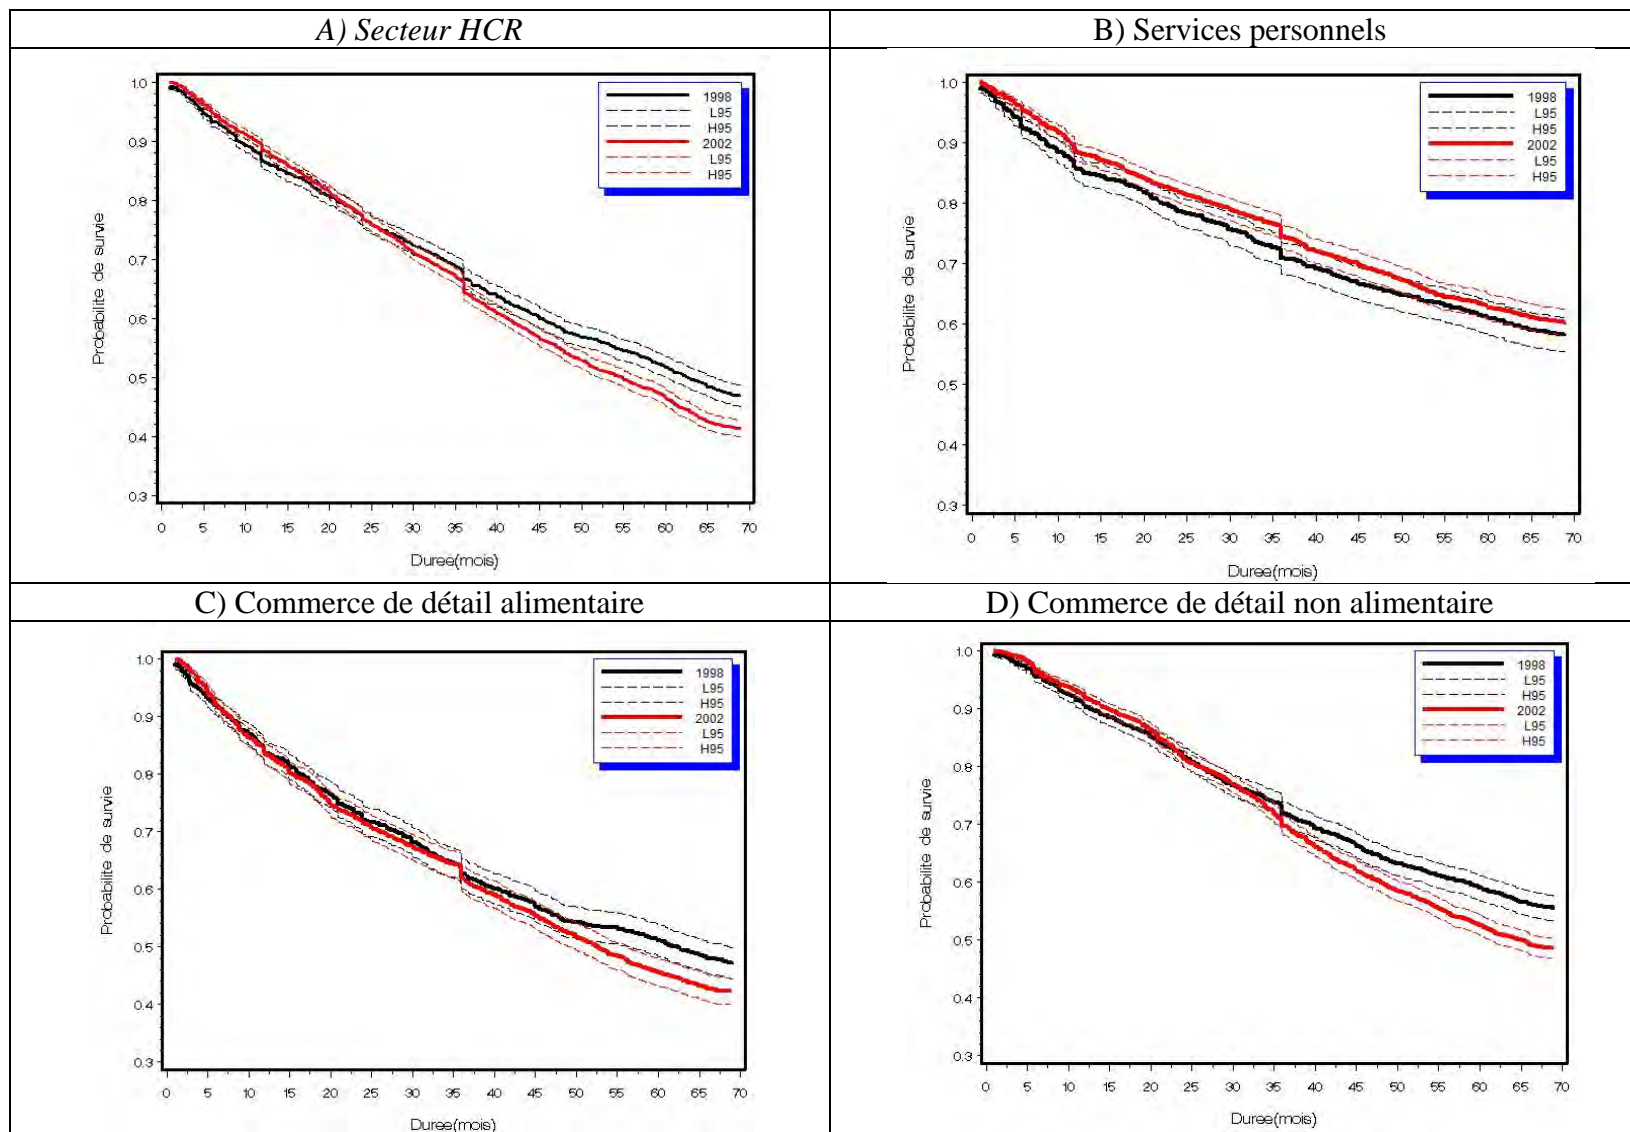 A) Secteur HCR
1.0
0.9
0.8
0.7
0.6
0.5
0.4
0.3
Probabilite de survie
1998
L95
H95
2002
L95
H95
0 5 10 15 20 25 30 35 40 45 50 55 60 65 70
Duree(mois)
B) Services personnels
1.0
0.9
0.8
0.7
0.6
0.5
0.4
0.3
Probabilite de survie
1998
L95
H95
2002
L95
H95
0 5 10 15 20 25 30 35 40 45 50 55 60 65 70
Duree(mois)
C) Commerce de détail alimentaire
1.0
0.9
0.8
0.7
0.6
0.5
0.4
0.3
Probabilite de survie
1998
L95
H95
2002
L95
H95
0 5 10 15 20 25 30 35 40 45 50 55 60 65 70
Duree(mois)
D) Commerce de détail non alimentaire
1.0
0.9
0.8
0.7
0.6
0.5
0.4
0.3
Probabilite de survie
1998
L95
H95
2002
L95
H95
0 5 10 15 20 25 30 35 40 45 50 55 60 65 70
Duree(mois)